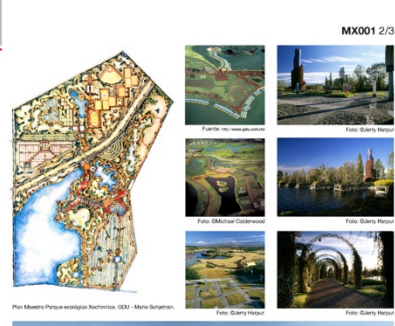 MX001 2/3
Fuente: http://www.gdu.com.mx
Foto: ©Jerry Harpur
Foto: ©Michael Calderwood
Foto: ©Jerry Harpur
Plan Maestro Parque ecológico Xochimilco. GDU - Mario Schjetnan.
Foto: ©Jerry Harpur
Foto: ©Jerry Harpur